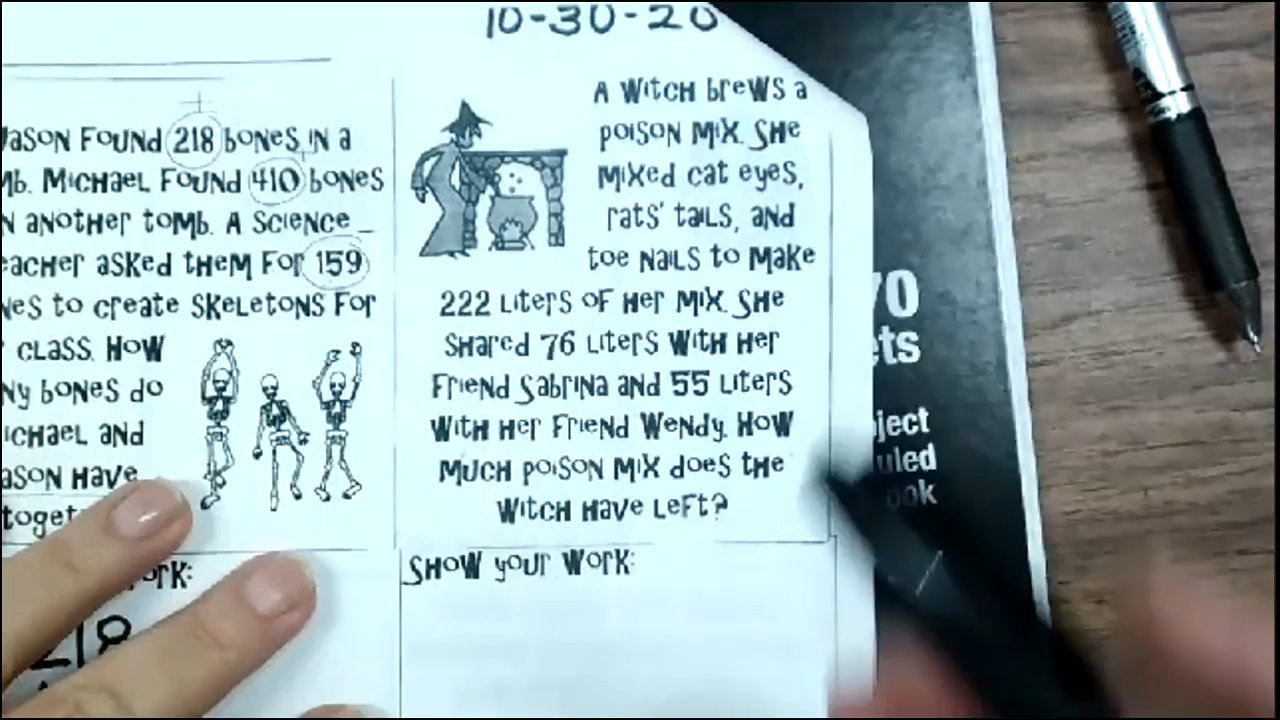 10-30-20
Jason Found 218 bones in a
mb. Michael Found 410 bones
n another tomb. A science
eacher asked them for 159
nes to create skeletons for
class. How
ny bones do
ichael and
ason have
toget
ork:
218
A witch brews a
poison mix. She
mixed cat eyes,
rats' tails, and
toe nails to make
222 liters of her mix. She
shared 76 liters with her
friend Sabrina and 55 liters
with her friend Wendy. How
much poison mix does the
witch have left?
Show your work:
70
ets
ject
uled
ook